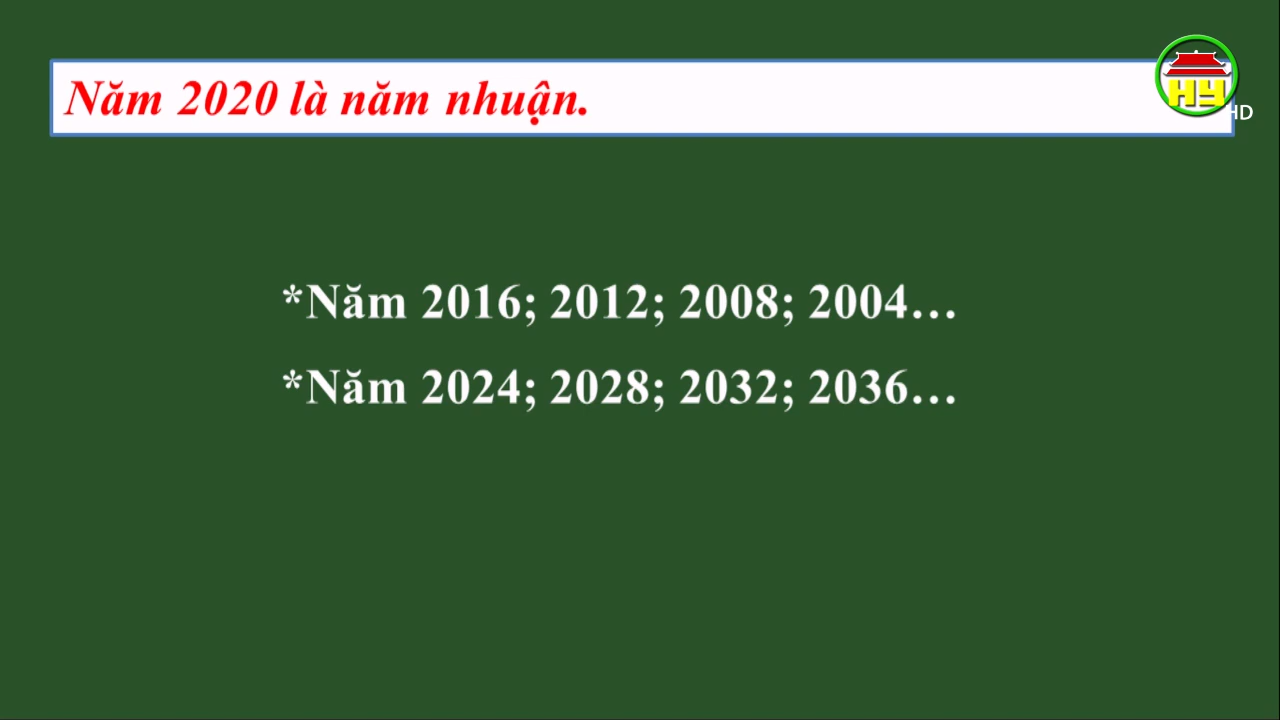 Năm 2020 là năm nhuận.
HY
HD
*Năm 2016; 2012; 2008; 2004…
*Năm 2024; 2028; 2032; 2036…